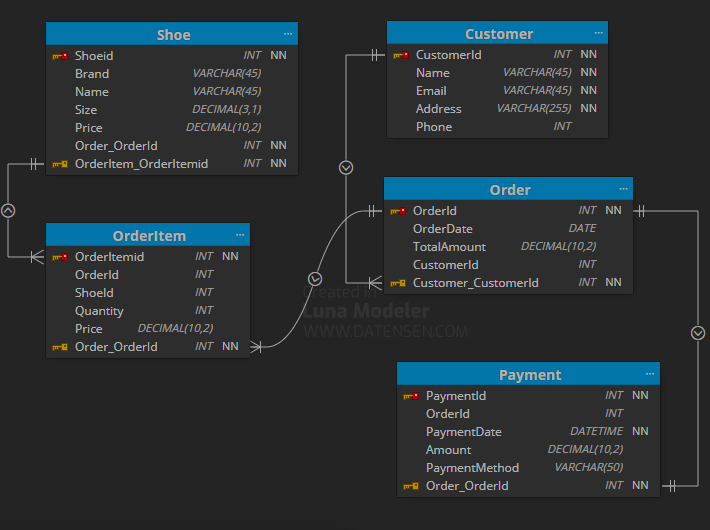 Shoe ...
Shoeid INT NN
Brand VARCHAR(45)
Name VARCHAR(45)
Size DECIMAL(3,1)
Price DECIMAL(10,2)
Order_OrderId INT NN
OrderItem_OrderItemid INT NN
Customer
CustomerId INT NN
Name VARCHAR(45) NN
Email VARCHAR(45) NN
Address VARCHAR(255) NN
Phone INT
Order ...
OrderId INT NN
OrderDate DATE
TotalAmount DECIMAL(10,2)
CustomerId INT
Customer_CustomerId INT NN
OrderItem ...
OrderItemid INT NN
OrderId INT
ShoeId INT
Quantity INT
Price DECIMAL(10,2)
Order_OrderId INT NN
Created in
Luna Modeler
WWW.DATENSEN.COM
Payment ...
PaymentId INT NN
OrderId INT
PaymentDate DATETIME NN
Amount DECIMAL(10,2)
PaymentMethod VARCHAR(50)
Order_OrderId INT NN